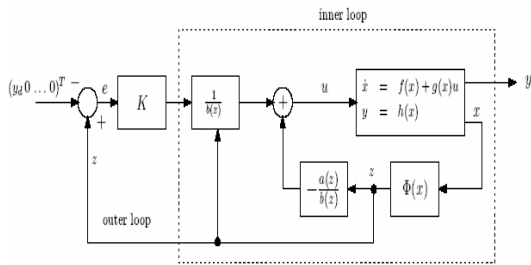 inner loop
(y_d 0 … 0)^T
−
e
+
K
1/b(z)
+
u
ẋ = f(x) + g(x)u
y = h(x)
y
x
z
−a(z)/b(z)
z
Φ(x)
outer loop